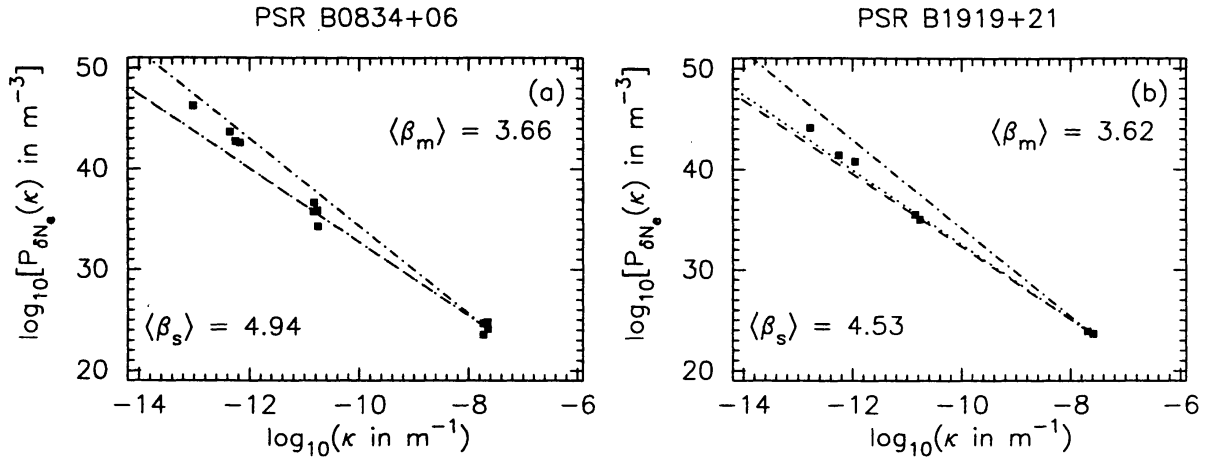 PSR B0834+06
PSR B1919+21
log₁₀[P_δNₑ(κ) in m⁻³]
50
40
30
20
(a)
⟨βₘ⟩ = 3.66
⟨βₛ⟩ = 4.94
−14 −12 −10 −8 −6
log₁₀(κ in m⁻¹)
log₁₀[P_δNₑ(κ) in m⁻³]
50
40
30
20
(b)
⟨βₘ⟩ = 3.62
⟨βₛ⟩ = 4.53
−14 −12 −10 −8 −6
log₁₀(κ in m⁻¹)